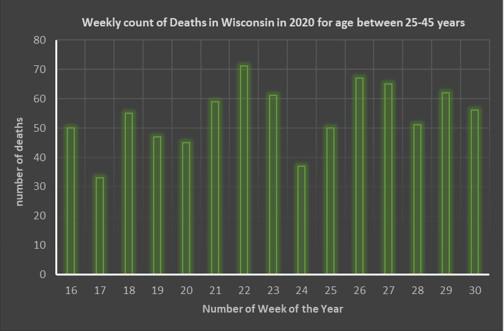 Weekly count of Deaths in Wisconsin in 2020 for age between 25-45 years
80
70
60
50
40
30
20
10
0
number of deaths
16 17 18 19 20 21 22 23 24 25 26 27 28 29 30
Number of Week of the Year